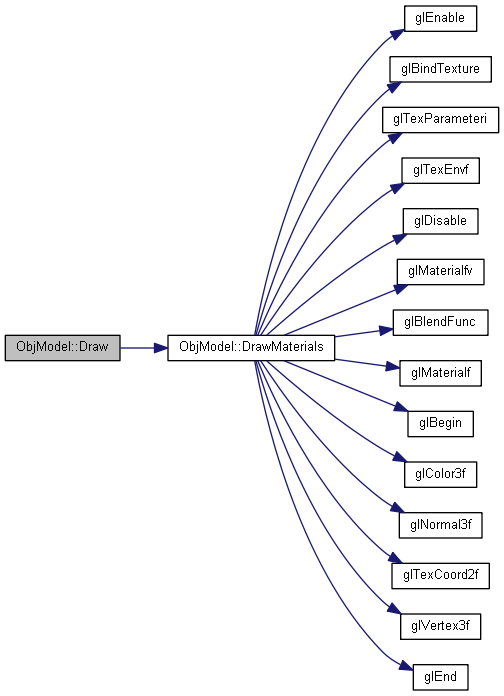 glEnable
glBindTexture
glTexParameteri
glTexEnvf
glDisable
glMaterialfv
glBlendFunc
ObjModel::Draw
ObjModel::DrawMaterials
glMaterialf
glBegin
glColor3f
glNormal3f
glTexCoord2f
glVertex3f
glEnd